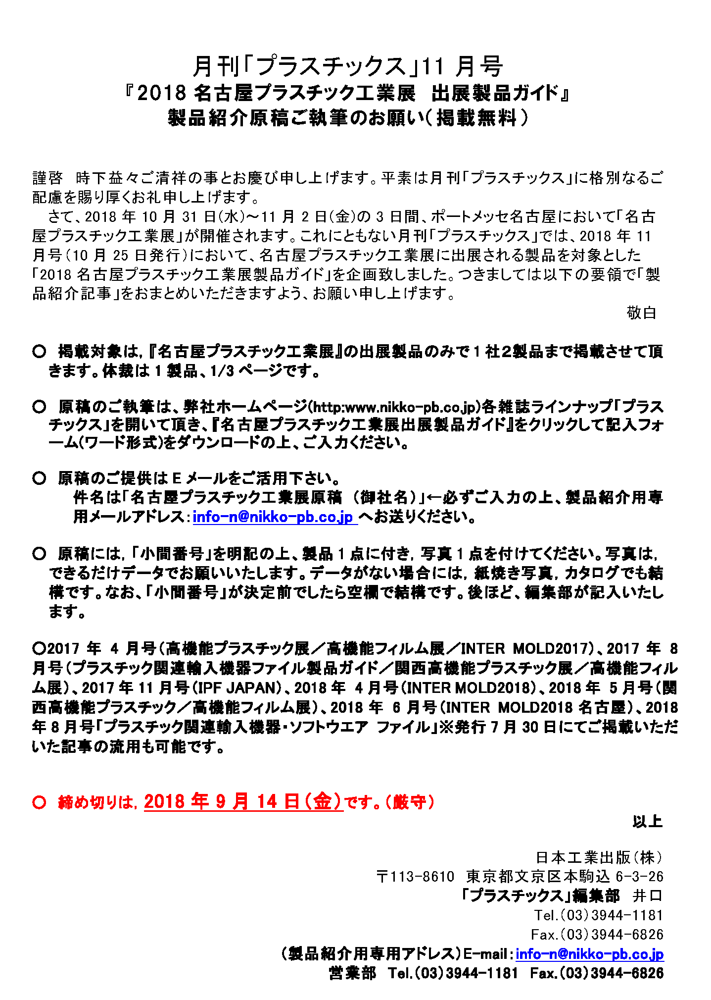 月刊「プラスチックス」11 月号
『2018 名古屋プラスチック工業展　出展製品ガイド』
製品紹介原稿ご執筆のお願い（掲載無料）
謹啓　時下益々ご清祥の事とお慶び申し上げます。平素は月刊「プラスチックス」に格別なるご
配慮を賜り厚くお礼申し上げます。
さて、2018 年 10 月 31 日(水)～11 月 2 日(金)の 3 日間、ポートメッセ名古屋において「名古
屋プラスチック工業展」が開催されます。これにともない月刊「プラスチックス」では、2018 年 11
月号（10 月 25 日発行）において、名古屋プラスチック工業展に出展される製品を対象とした
「2018 名古屋プラスチック工業展製品ガイド」を企画致しました。つきましては以下の要領で「製
品紹介記事」をおまとめいただきますよう、お願い申し上げます。
敬白
○　掲載対象は，『名古屋プラスチック工業展』の出展製品のみで 1 社２製品まで掲載させて頂
きます。体裁は 1 製品、1/3 ページです。
○　原稿のご執筆は、弊社ホームページ(http:www.nikko-pb.co.jp)各雑誌ラインナップ「プラス
チックス」を開いて頂き、『名古屋プラスチック工業展出展製品ガイド』をクリックして記入フォ
ーム(ワード形式)をダウンロードの上、ご入力ください。
○　原稿のご提供は E メールをご活用下さい。
件名は「名古屋プラスチック工業展原稿　（御社名）」←必ずご入力の上、製品紹介用専
用メールアドレス：info-n@nikko-pb.co.jp へお送りください。
○　原稿には，「小間番号」を明記の上、製品 1 点に付き，写真 1 点を付けてください。写真は，
できるだけデータでお願いいたします。データがない場合には，紙焼き写真，カタログでも結
構です。なお、「小間番号」が決定前でしたら空欄で結構です。後ほど、編集部が記入いたし
ます。
○2017 年 4 月号（高機能プラスチック展／高機能フィルム展／INTER MOLD2017）、2017 年 8
月号（プラスチック関連輸入機器ファイル製品ガイド／関西高機能プラスチック展／高機能フィル
ム展）、2017 年 11 月号（IPF JAPAN）、2018 年 4 月号（INTER MOLD2018）、2018 年 5 月号（関
西高機能プラスチック／高機能フィルム展）、2018 年 6 月号（INTER MOLD2018 名古屋）、2018
年 8 月号「プラスチック関連輸入機器・ソフトウエア　ファイル」※発行 7 月 30 日にてご掲載いただ
いた記事の流用も可能です。
○　締め切りは，2018 年 9 月 14 日（金）です。（厳守）
以上
日本工業出版（株）
〒113-8610　東京都文京区本駒込 6-3-26
「プラスチックス」編集部　井口
Tel.（03）3944-1181
Fax.（03）3944-6826
（製品紹介用専用アドレス）E-mail：info-n@nikko-pb.co.jp
営業部　Tel.（03）3944-1181　Fax.（03）3944-6826